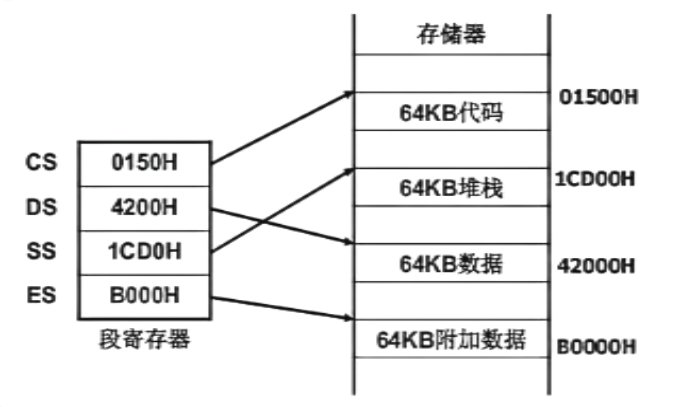 存储器
64KB代码
01500H
CS 0150H
64KB堆栈
1CD00H
DS 4200H
SS 1CD0H
64KB数据
42000H
ES B000H
段寄存器
64KB附加数据
B0000H